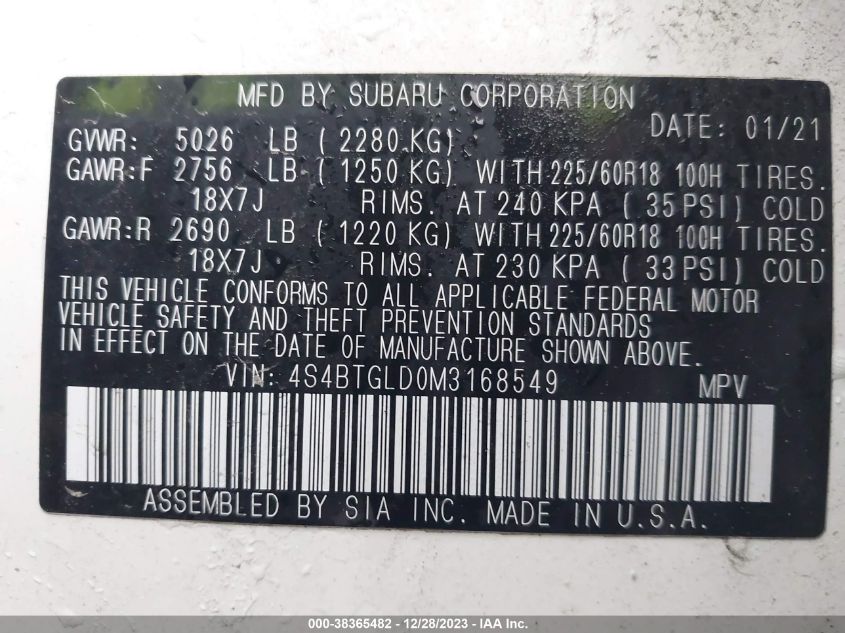 MFD BY SUBARU CORPORATION
DATE: 01/21
GVWR: 5026 LB ( 2280 KG)
GAWR:F 2756 LB ( 1250 KG) WITH 225/60R18 100H TIRES.
18X7J RIMS. AT 240 KPA ( 35 PSI) COLD
GAWR:R 2690 LB ( 1220 KG) WITH 225/60R18 100H TIRES.
18X7J RIMS. AT 230 KPA ( 33 PSI) COLD
THIS VEHICLE CONFORMS TO ALL APPLICABLE FEDERAL MOTOR
VEHICLE SAFETY AND THEFT PREVENTION STANDARDS
IN EFFECT ON THE DATE OF MANUFACTURE SHOWN ABOVE.
VIN: 4S4BTGLD0M3168549 MPV
ASSEMBLED BY SIA INC. MADE IN U.S.A.
000-38365482 - 12/28/2023 - IAA Inc.